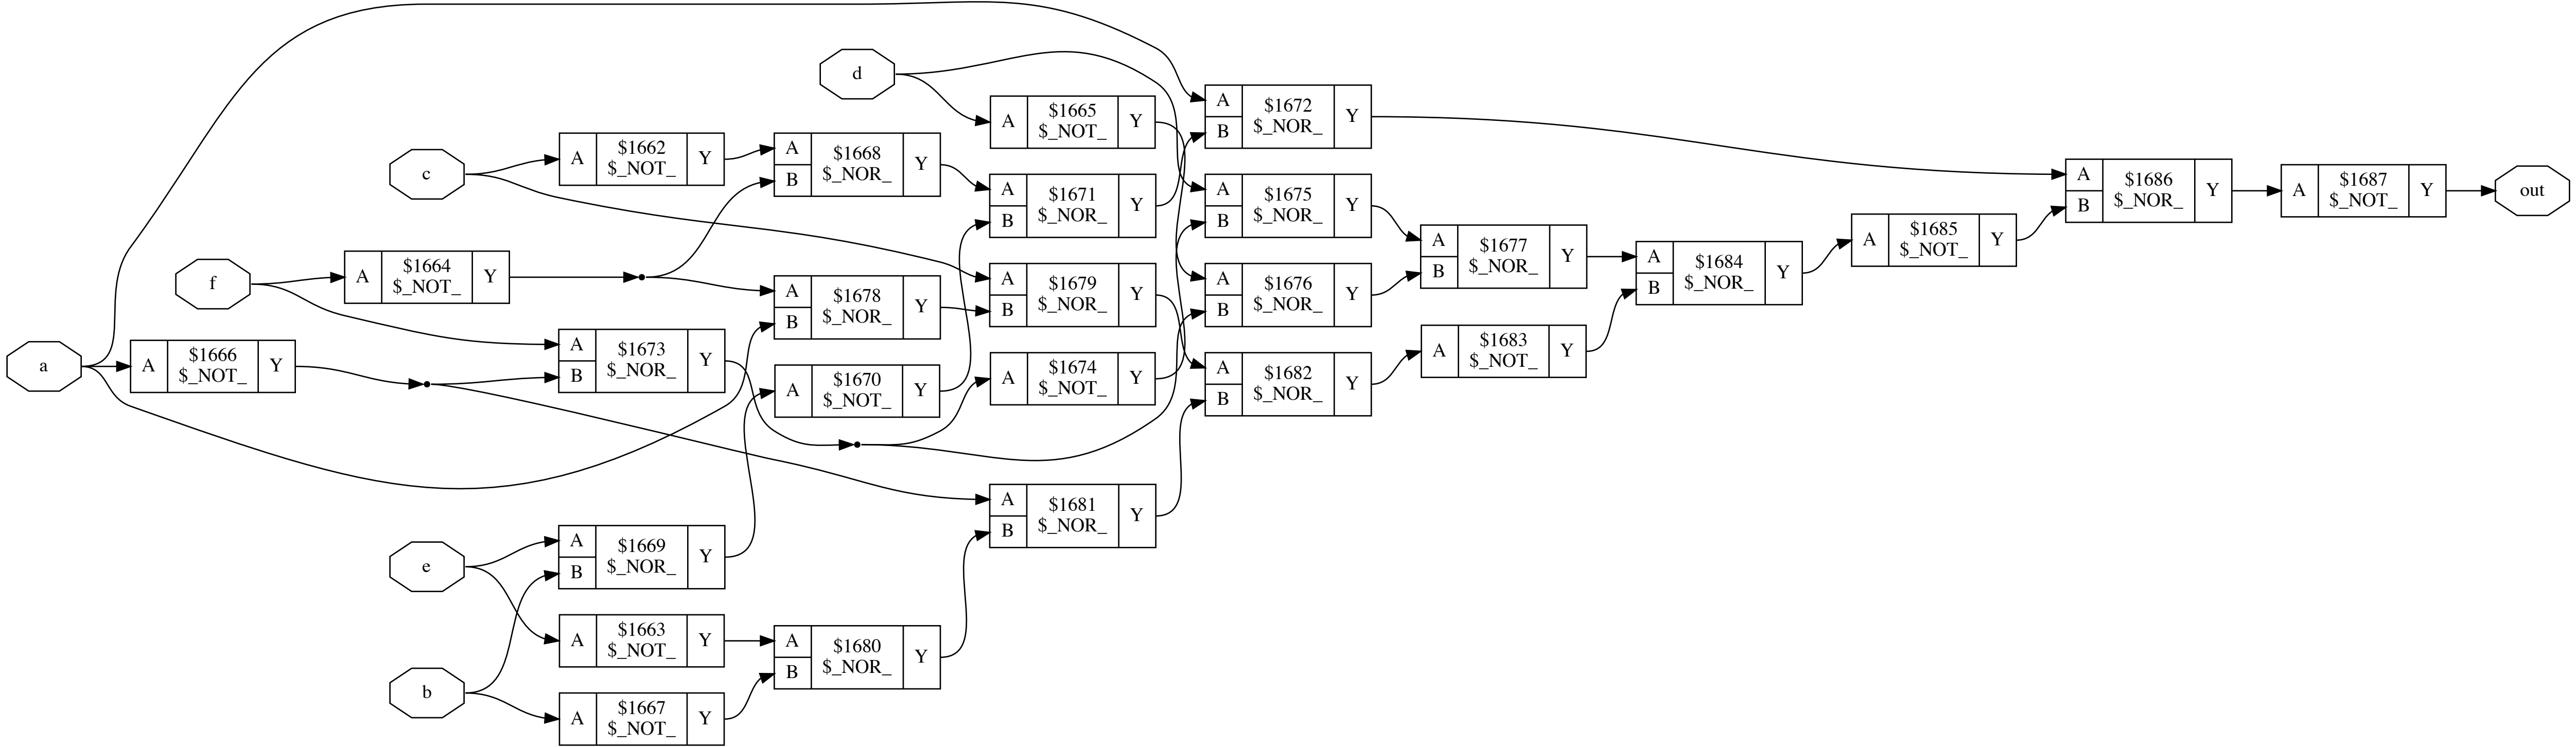 d
A $1665 Y
$_NOT_
A $1672 Y
B $_NOR_
c
A $1662 Y
$_NOT_
A $1668 Y
B $_NOR_
A $1671 Y
B $_NOR_
A $1675 Y
B $_NOR_
A $1686 Y
B $_NOR_
A $1687 Y
$_NOT_
out
f
A $1664 Y
$_NOT_
A $1678 Y
B $_NOR_
A $1679 Y
B $_NOR_
A $1676 Y
B $_NOR_
A $1677 Y
B $_NOR_
A $1684 Y
B $_NOR_
A $1685 Y
$_NOT_
a
A $1666 Y
$_NOT_
A $1673 Y
B $_NOR_
A $1670 Y
$_NOT_
A $1674 Y
$_NOT_
A $1682 Y
B $_NOR_
A $1683 Y
$_NOT_
A $1681 Y
B $_NOR_
e
A $1669 Y
B $_NOR_
A $1663 Y
$_NOT_
A $1680 Y
B $_NOR_
b
A $1667 Y
$_NOT_